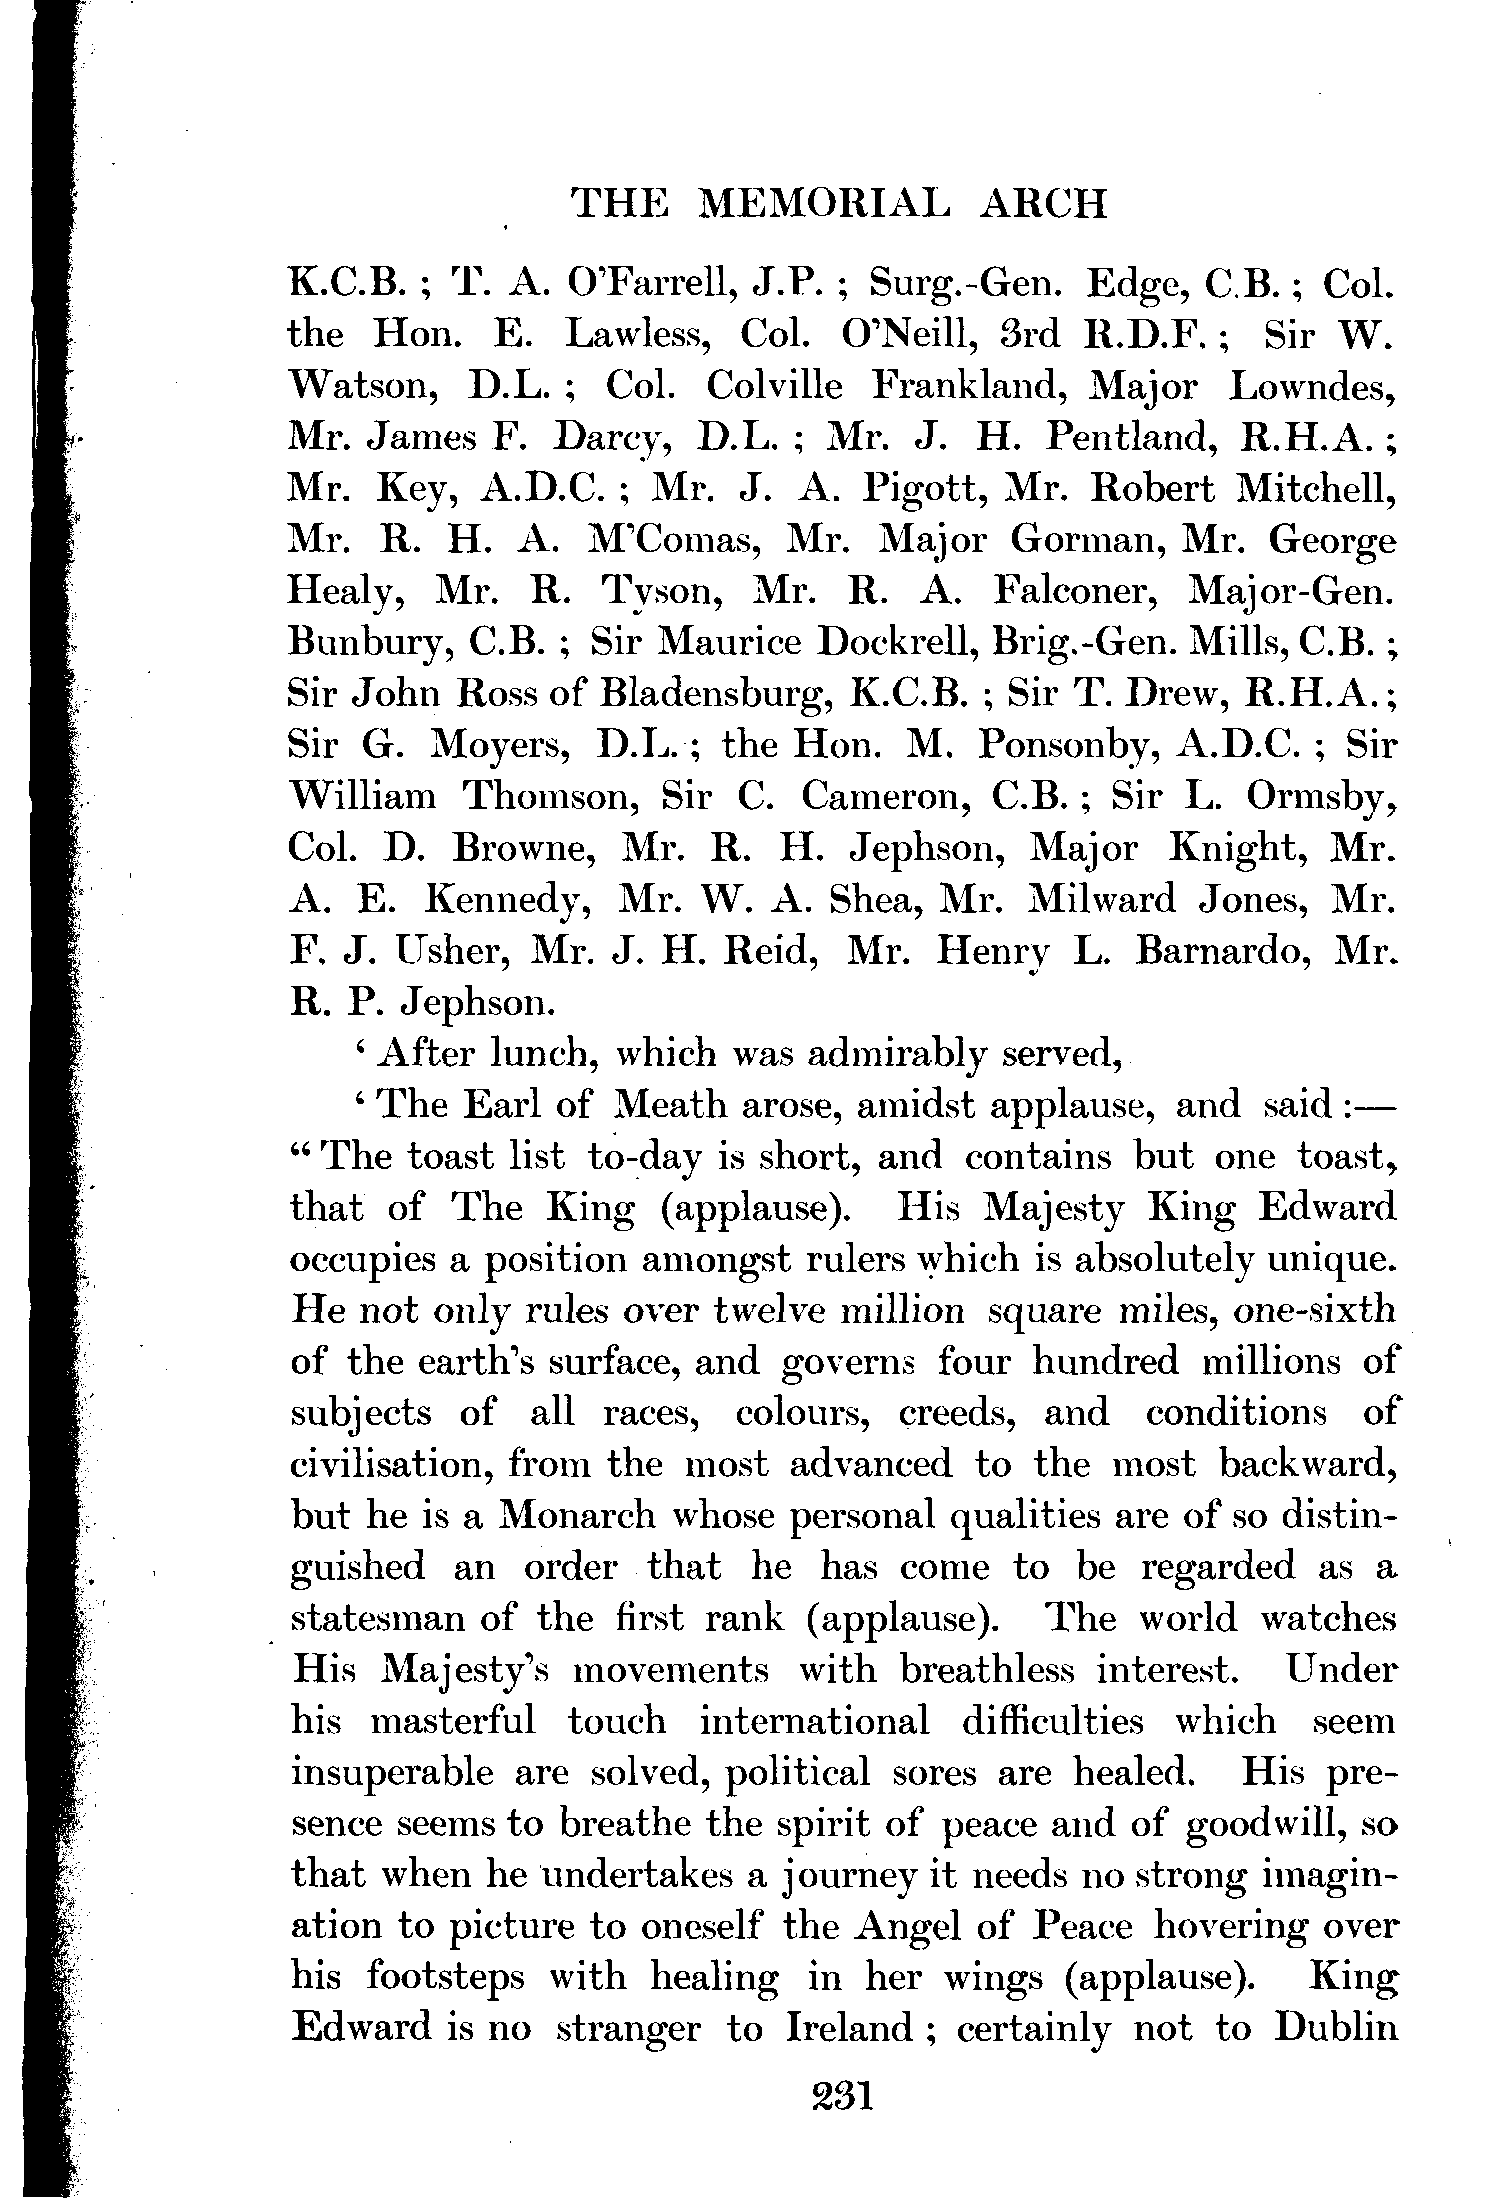 THE MEMORIAL ARCH
K.C.B. ; T. A. O'Farrell, J.P. ; Surg.-Gen. Edge, C.B. ; Col.
the Hon. E. Lawless, Col. O'Neill, 3rd R.D.F. ; Sir W.
Watson, D.L. ; Col. Colville Frankland, Major Lowndes,
Mr. James F. Darcy, D.L. ; Mr. J. H. Pentland, R.H.A. ;
Mr. Key, A.D.C. ; Mr. J. A. Pigott, Mr. Robert Mitchell,
Mr. R. H. A. M'Comas, Mr. Major Gorman, Mr. George
Healy, Mr. R. Tyson, Mr. R. A. Falconer, Major-Gen.
Bunbury, C.B. ; Sir Maurice Dockrell, Brig.-Gen. Mills, C.B. ;
Sir John Ross of Bladensburg, K.C.B. ; Sir T. Drew, R.H.A. ;
Sir G. Moyers, D.L. ; the Hon. M. Ponsonby, A.D.C. ; Sir
William Thomson, Sir C. Cameron, C.B. ; Sir L. Ormsby,
Col. D. Browne, Mr. R. H. Jephson, Major Knight, Mr.
A. E. Kennedy, Mr. W. A. Shea, Mr. Milward Jones, Mr.
F. J. Usher, Mr. J. H. Reid, Mr. Henry L. Barnardo, Mr.
R. P. Jephson.
‘ After lunch, which was admirably served,
‘ The Earl of Meath arose, amidst applause, and said :—
“ The toast list to-day is short, and contains but one toast,
that of The King (applause). His Majesty King Edward
occupies a position amongst rulers which is absolutely unique.
He not only rules over twelve million square miles, one-sixth
of the earth's surface, and governs four hundred millions of
subjects of all races, colours, creeds, and conditions of
civilisation, from the most advanced to the most backward,
but he is a Monarch whose personal qualities are of so distin-
guished an order that he has come to be regarded as a
statesman of the first rank (applause). The world watches
His Majesty's movements with breathless interest. Under
his masterful touch international difficulties which seem
insuperable are solved, political sores are healed. His pre-
sence seems to breathe the spirit of peace and of goodwill, so
that when he undertakes a journey it needs no strong imagin-
ation to picture to oneself the Angel of Peace hovering over
his footsteps with healing in her wings (applause). King
Edward is no stranger to Ireland ; certainly not to Dublin
231